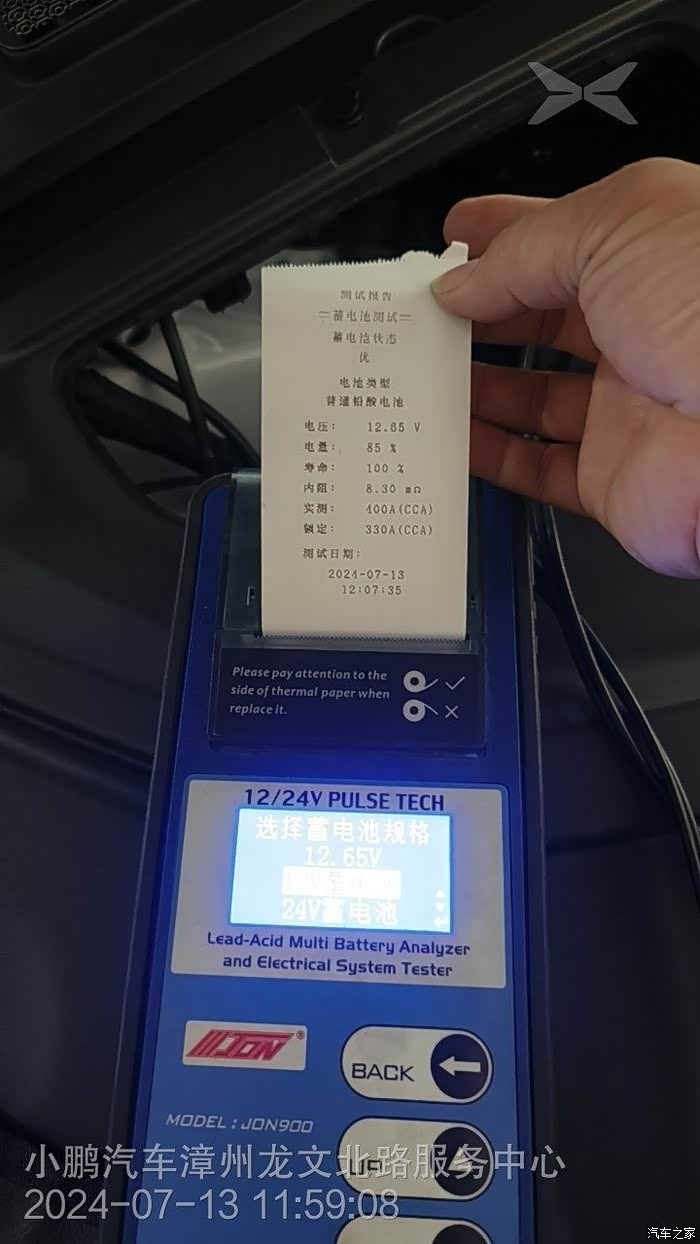 测试报告
=蓄电池测试=
蓄电池状态
优
电池类型
普通铅酸电池
电压: 12.65 V
电量: 85 %
寿命: 100 %
内阻: 8.30 mΩ
实测: 400A(CCA)
额定: 330A(CCA)
测试日期:
2024-07-13
12:07:35
Please pay attention to the
side of thermal paper when
replace it.
12/24V PULSE TECH
选择蓄电池规格
12.65V
24V蓄电池
Lead-Acid Multi Battery Analyzer
and Electrical System Tester
JON®
BACK
MODEL: JON900
UP
小鹏汽车漳州龙文北路服务中心
2024-07-13 11:59:08
汽车之家